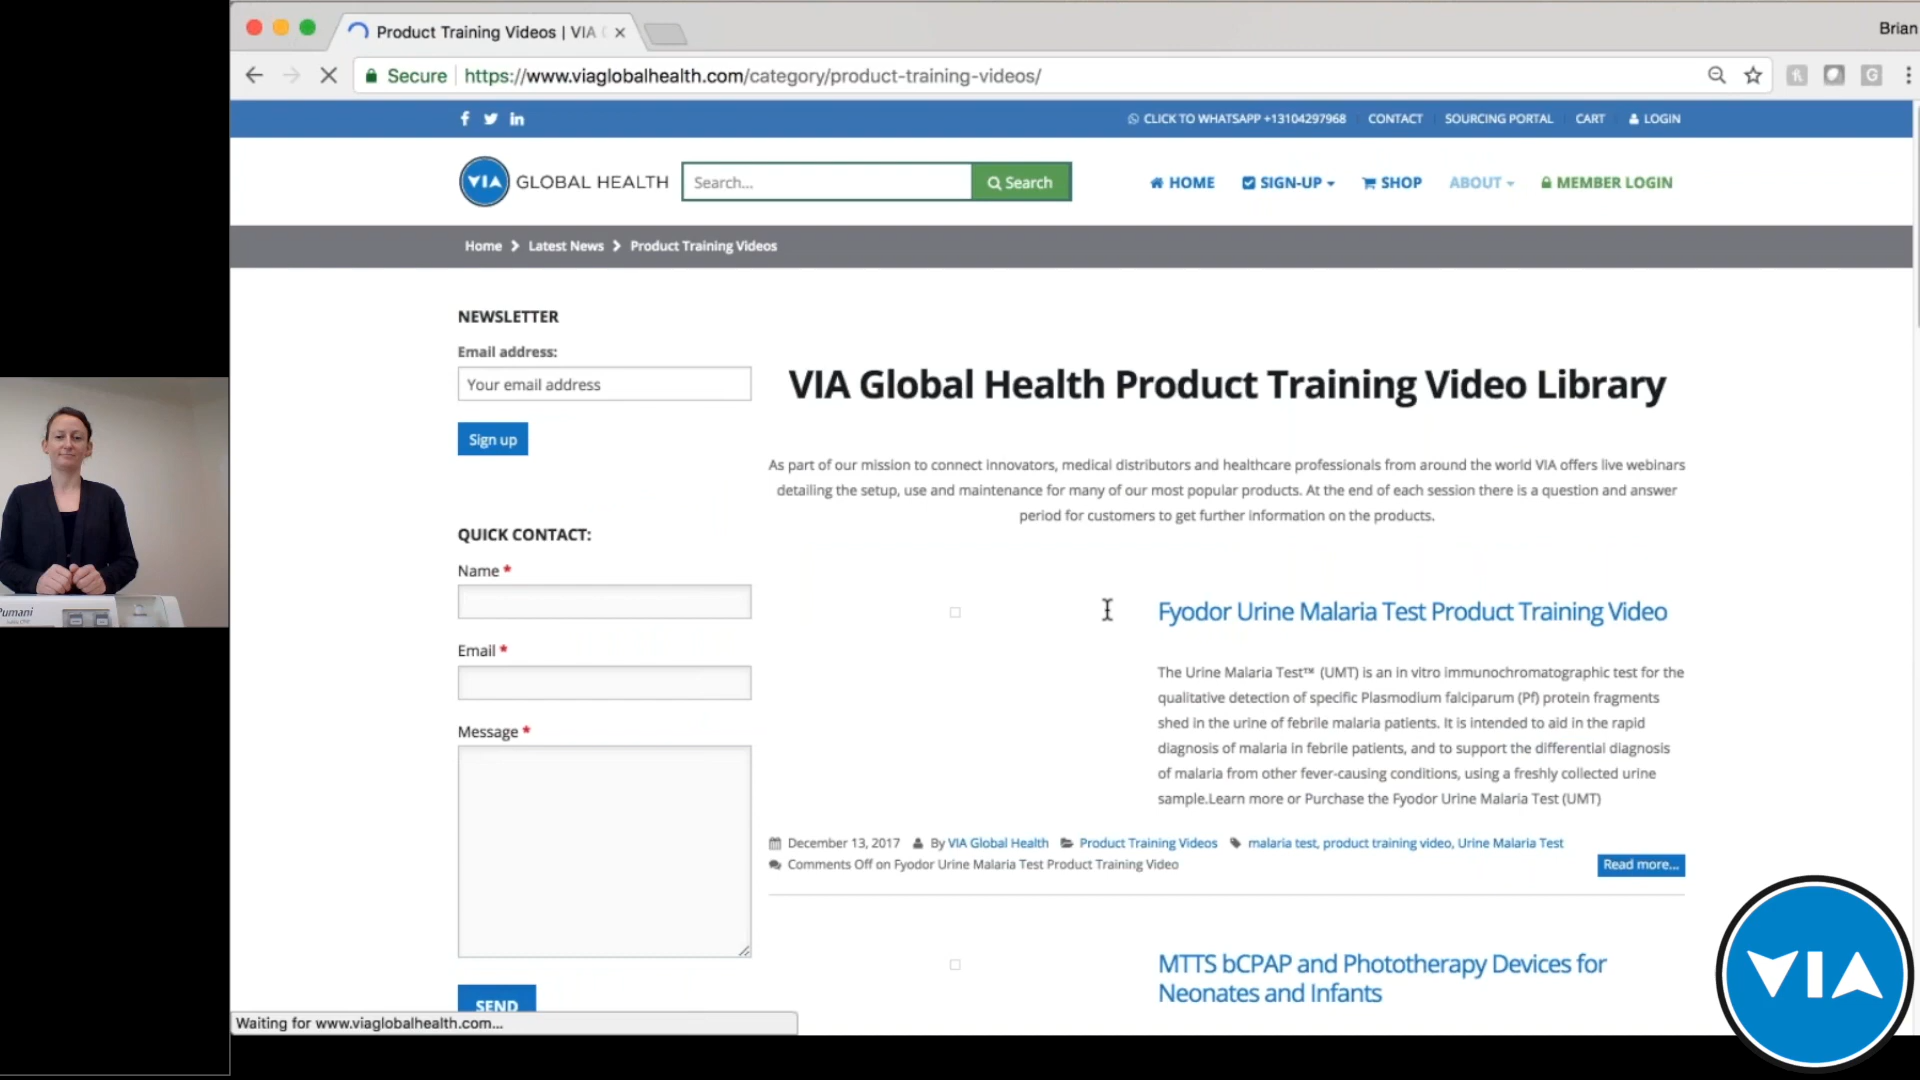 Product Training Videos | VIA
Brian
Secure https://www.viaglobalhealth.com/category/product-training-videos/
CLICK TO WHATSAPP +13104297968 CONTACT SOURCING PORTAL CART LOGIN
VIA GLOBAL HEALTH Search... Search HOME SIGN-UP SHOP ABOUT MEMBER LOGIN
Home > Latest News > Product Training Videos
NEWSLETTER
Email address:
Your email address
Sign up
QUICK CONTACT:
Name *
Email *
Message *
SEND
VIA Global Health Product Training Video Library
As part of our mission to connect innovators, medical distributors and healthcare professionals from around the world VIA offers live webinars
detailing the setup, use and maintenance for many of our most popular products. At the end of each session there is a question and answer
period for customers to get further information on the products.
Fyodor Urine Malaria Test Product Training Video
The Urine Malaria Test™ (UMT) is an in vitro immunochromatographic test for the
qualitative detection of specific Plasmodium falciparum (Pf) protein fragments
shed in the urine of febrile malaria patients. It is intended to aid in the rapid
diagnosis of malaria in febrile patients, and to support the differential diagnosis
of malaria from other fever-causing conditions, using a freshly collected urine
sample.Learn more or Purchase the Fyodor Urine Malaria Test (UMT)
December 13, 2017 By VIA Global Health Product Training Videos malaria test, product training video, Urine Malaria Test
Comments Off on Fyodor Urine Malaria Test Product Training Video
Read more...
MTTS bCPAP and Phototherapy Devices for
Neonates and Infants
Waiting for www.viaglobalhealth.com...
Pumani
VIA